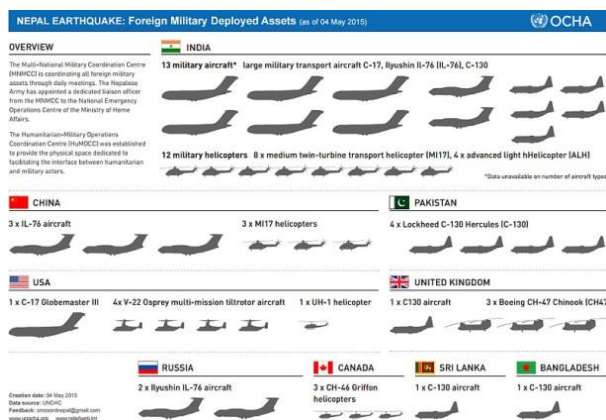 NEPAL EARTHQUAKE: Foreign Military Deployed Assets (as of 04 May 2015)
OCHA
OVERVIEW
The Multi-National Military Coordination Centre
(MNMCC) is coordinating all foreign military
assets through daily meetings. The Nepalese
Army has appointed a dedicated liaison officer
from the MNMCC to the National Emergency
Operations Centre of the Ministry of Home
Affairs.
The Humanitarian-Military Operations
Coordination Centre (HuMOCC) was established
to provide the physical space dedicated to
facilitating the interface between humanitarian
and military actors.
INDIA
13 military aircraft* large military transport aircraft C-17, Ilyushin Il-76 (IL-76), C-130
12 military helicopters 8 x medium twin-turbine transport helicopter (MI17), 4 x advanced light hHelicopter (ALH)
*Data unavailable on number of aircraft types
CHINA
3 x IL-76 aircraft
3 x MI17 helicopters
PAKISTAN
4 x Lockheed C-130 Hercules (C-130)
USA
1 x C-17 Globemaster III
4x V-22 Osprey multi-mission tiltrotor aircraft
1 x UH-1 helicopter
UNITED KINGDOM
1 x C130 aircraft
3 x Boeing CH-47 Chinook (CH47
RUSSIA
2 x Ilyushin IL-76 aircraft
CANADA
3 x CH-46 Griffon
helicopters
SRI LANKA
1 x C-130 aircraft
BANGLADESH
1 x C-130 aircraft
Creation date: 04 May 2015
Data source: UNDAC
Feedback:
www.unocha.org www.reliefweb.int